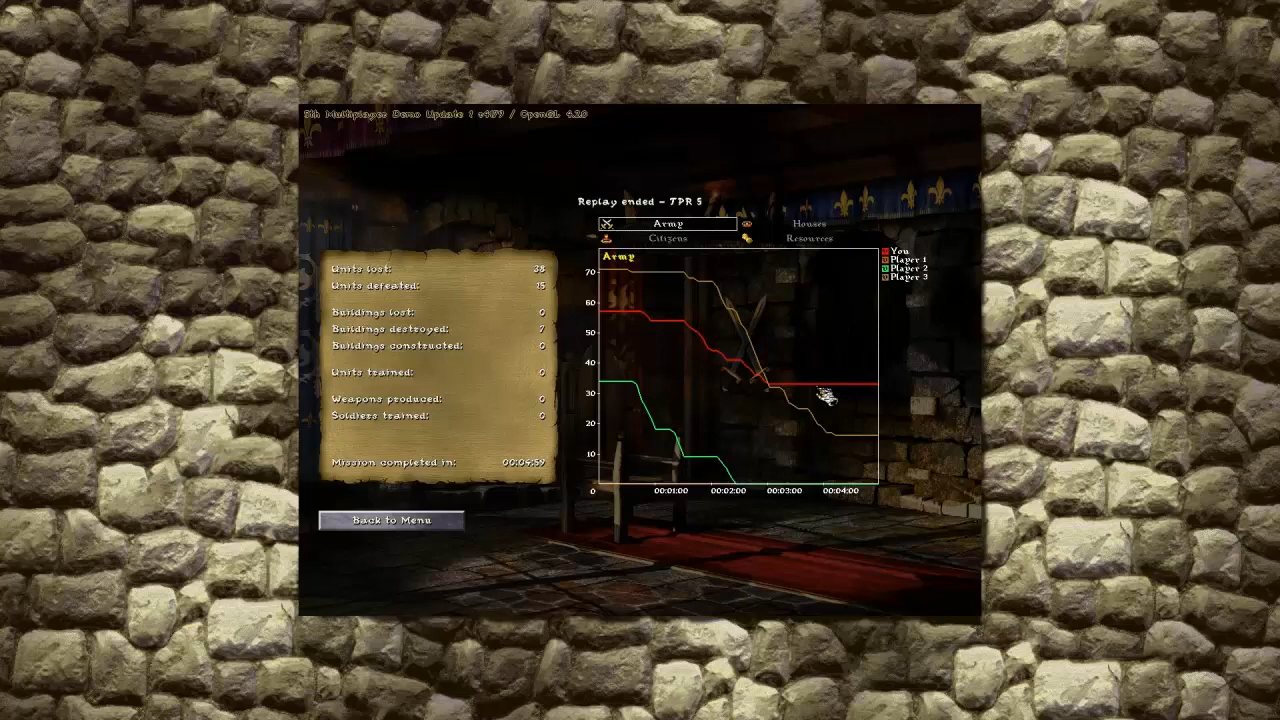 5th Multiplayer Demo Update 1 r4179 / OpenGL 4.20
Replay ended - TPR 5
Army
Houses
Citizens
Resources
Units lost: 38
Units defeated: 15
Buildings lost: 0
Buildings destroyed: 7
Buildings constructed: 0
Units trained: 0
Weapons produced: 0
Soldiers trained: 0
Mission completed in: 00:04:59
Back to Menu
Army
70
60
50
40
30
20
10
0
00:01:00 00:02:00 00:03:00 00:04:00
You
Player 1
Player 2
Player 3